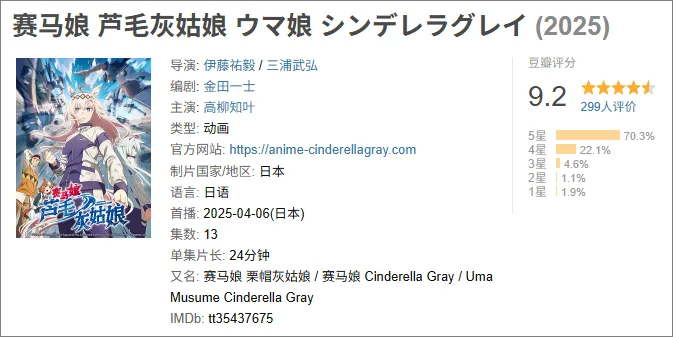 赛马娘 芦毛灰姑娘 ウマ娘 シンデレラグレイ (2025)
赛马娘
芦毛
灰姑娘
导演: 伊藤祐毅 / 三浦武弘
编剧: 金田一士
主演: 高柳知叶
类型: 动画
官方网站: https://anime-cinderellagray.com
制片国家/地区: 日本
语言: 日语
首播: 2025-04-06(日本)
集数: 13
单集片长: 24分钟
又名: 赛马娘 栗帽灰姑娘 / 赛马娘 Cinderella Gray / Uma
Musume Cinderella Gray
IMDb: tt35437675
豆瓣评分
9.2
299人评价
5星 70.3%
4星 22.1%
3星 4.6%
2星 1.1%
1星 1.9%